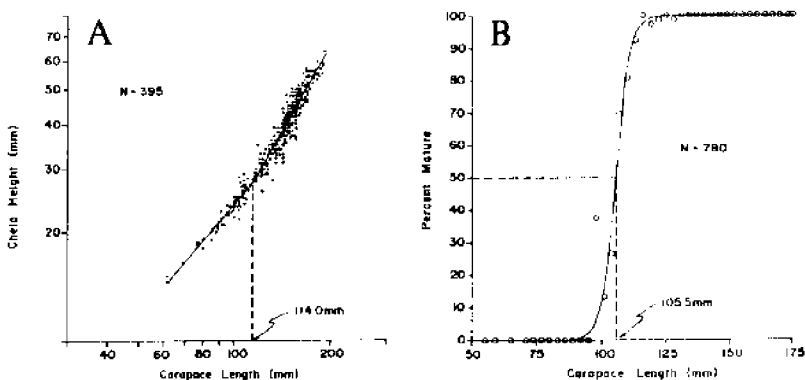 A
N = 395
Chela Height (mm)
70
60
50
40
30
20
114.0mm
40
60
80
100
200
Carapace Length (mm)
B
N = 780
Percent Mature
100
90
80
70
60
50
40
30
20
10
0
105.5mm
50
75
100
125
150
175
Carapace Length (mm)